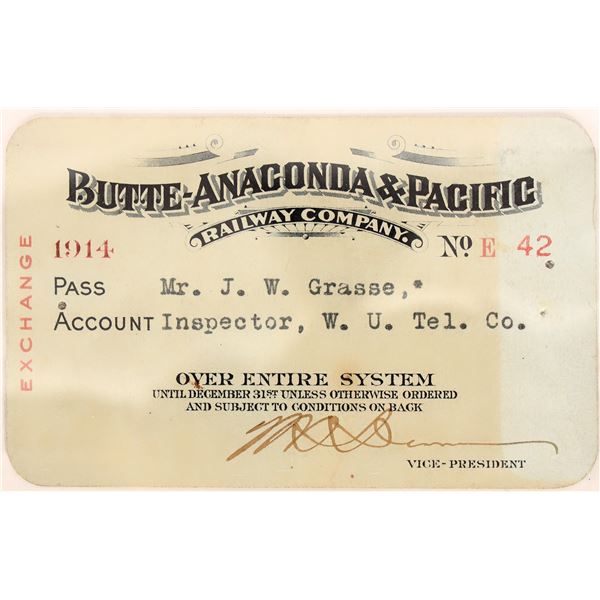 BUTTE-ANACONDA & PACIFIC
RAILWAY COMPANY.
EXCHANGE
1914 No. E 42
PASS Mr. J. W. Grasse,*
ACCOUNT Inspector, W. U. Tel. Co.
OVER ENTIRE SYSTEM
UNTIL DECEMBER 31ST UNLESS OTHERWISE ORDERED
AND SUBJECT TO CONDITIONS ON BACK
VICE-PRESIDENT